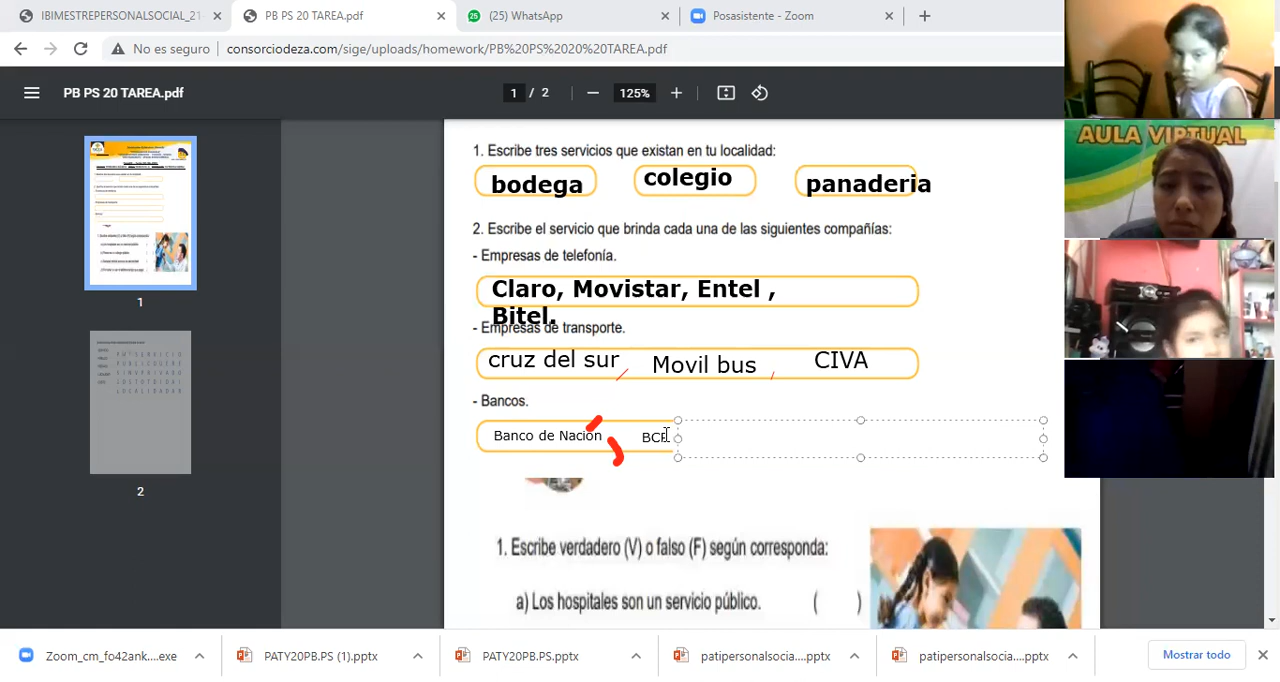 IBIMESTREPERSONALSOCIAL_21-
PB PS 20 TAREA.pdf
25 (25) WhatsApp
Posasistente - Zoom
No es seguro
consorciodeza.com/sige/uploads/homework/PB%20PS%2020%20TAREA.pdf
PB PS 20 TAREA.pdf
1 / 2
125%
AULA VIRTUAL
1. Escribe tres servicios que existan en tu localidad:
bodega colegio panaderia
2. Escribe el servicio que brinda cada una de las siguientes compañías:
- Empresas de telefonía.
Claro, Movistar, Entel ,
Bitel.
- Empresas de transporte.
cruz del sur, Movil bus, CIVA
- Bancos.
Banco de Nación
1
2
1. Escribe verdadero (V) o falso (F) según corresponda:
a) Los hospitales son un servicio público. ( )
Zoom_cm_fo42ank....exe
PATY20BP.PS (1).pptx
PATY20PB.PS.pptx
patipersonalsocia....pptx
patipersonalsocia....pptx
Mostrar todo